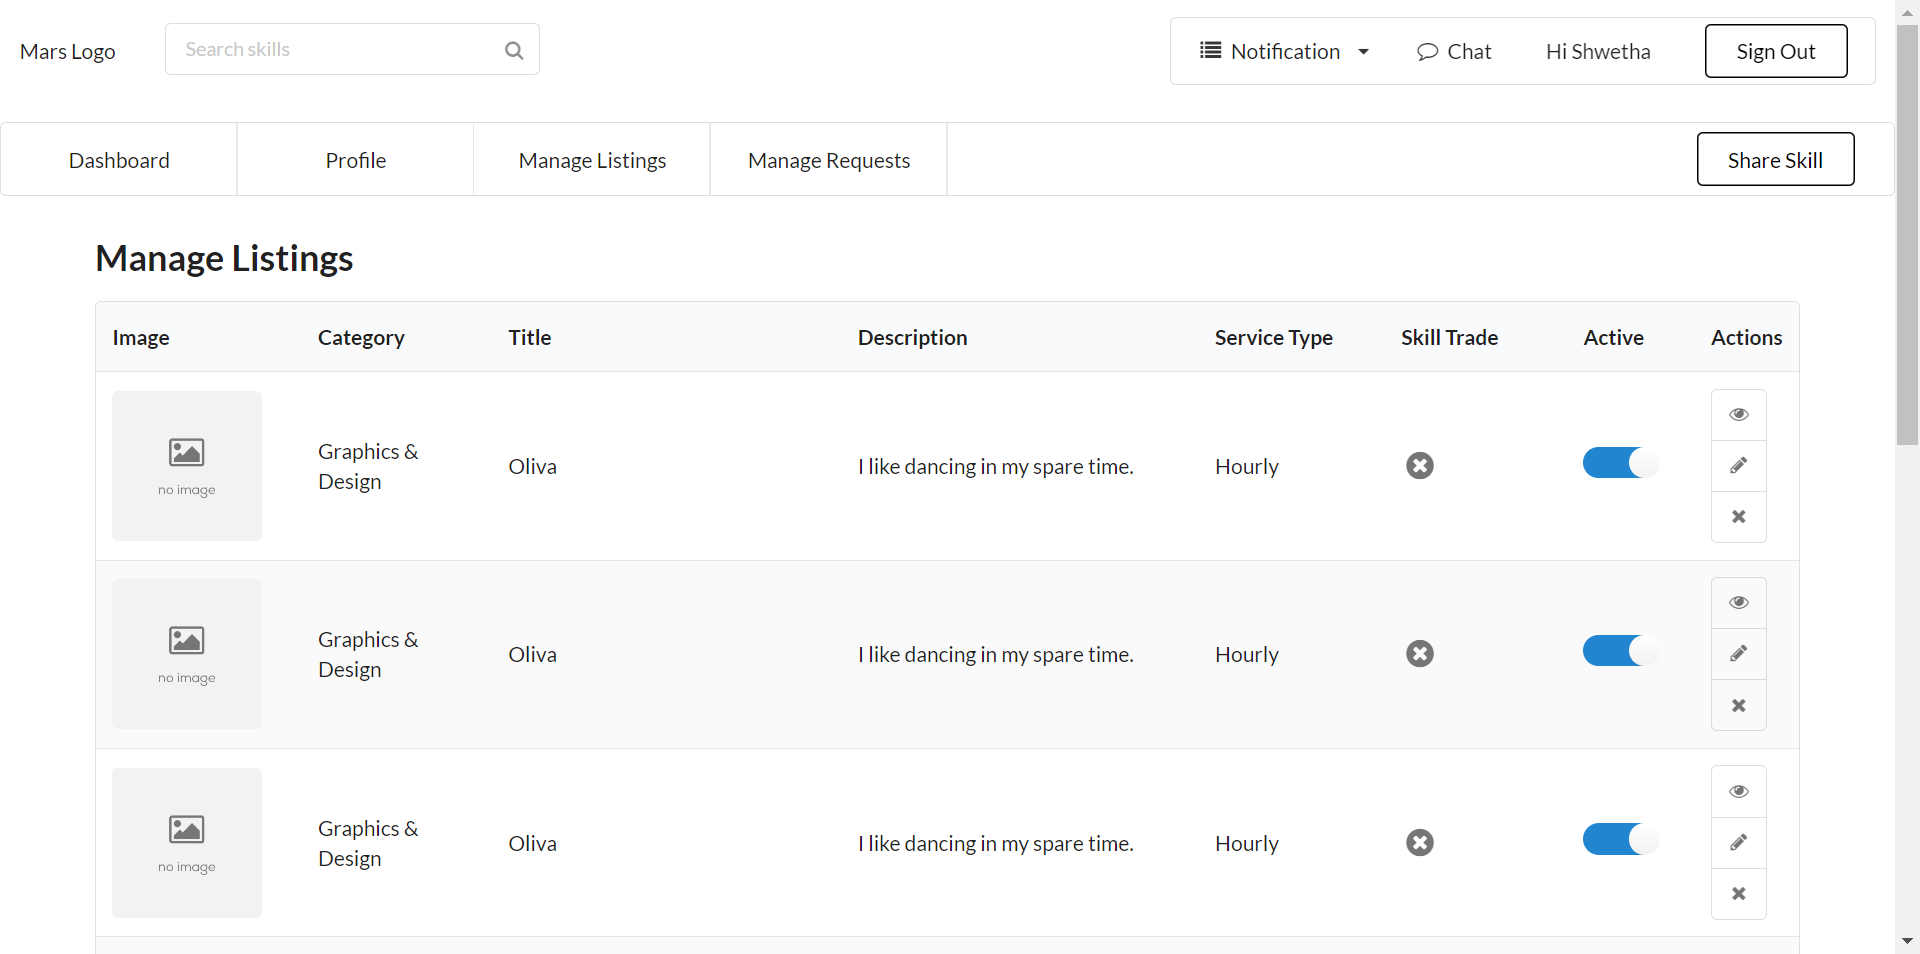 Mars Logo
Search skills
Notification
Chat
Hi Shwetha
Sign Out
Dashboard
Profile
Manage Listings
Manage Requests
Share Skill
Manage Listings
Image Category Title Description Service Type Skill Trade Active Actions
no image
Graphics &
Design
Oliva
I like dancing in my spare time.
Hourly
no image
Graphics &
Design
Oliva
I like dancing in my spare time.
Hourly
no image
Graphics &
Design
Oliva
I like dancing in my spare time.
Hourly